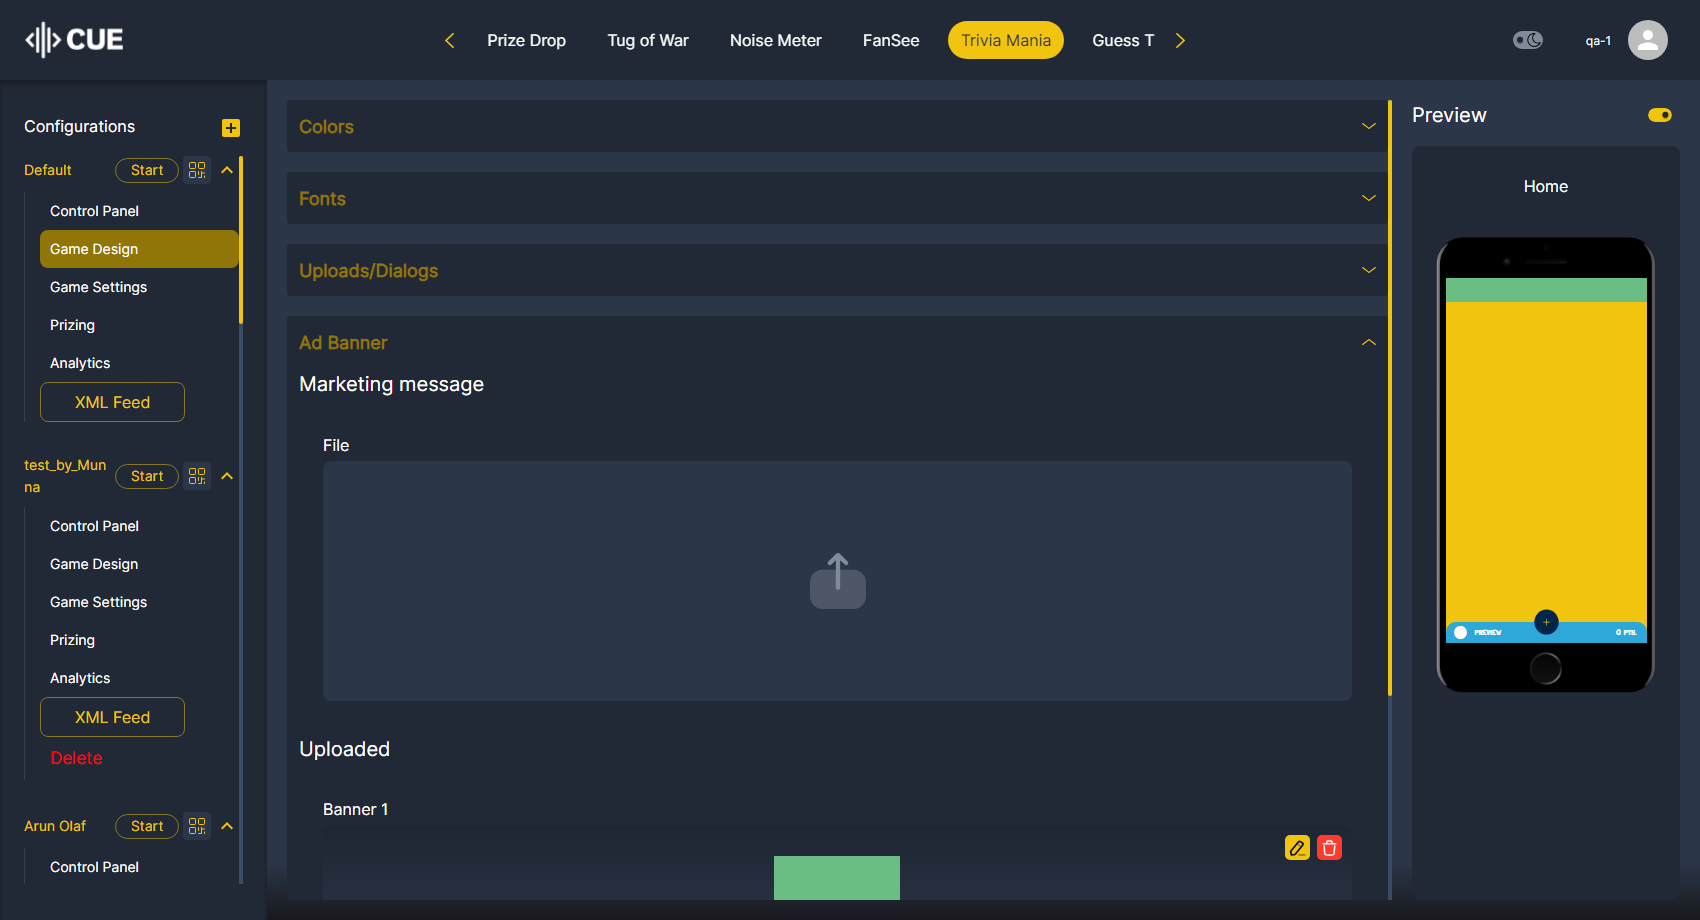 CUE
Prize Drop
Tug of War
Noise Meter
FanSee
Trivia Mania
Guess T
qa-1
Configurations
Default
Start
Control Panel
Game Design
Game Settings
Prizing
Analytics
XML Feed
test_by_Mun
na
Start
Control Panel
Game Design
Game Settings
Prizing
Analytics
XML Feed
Delete
Arun Olaf
Start
Control Panel
Colors
Fonts
Uploads/Dialogs
Ad Banner
Marketing message
File
Uploaded
Banner 1
Preview
Home
PREVIEW
0 PTS.